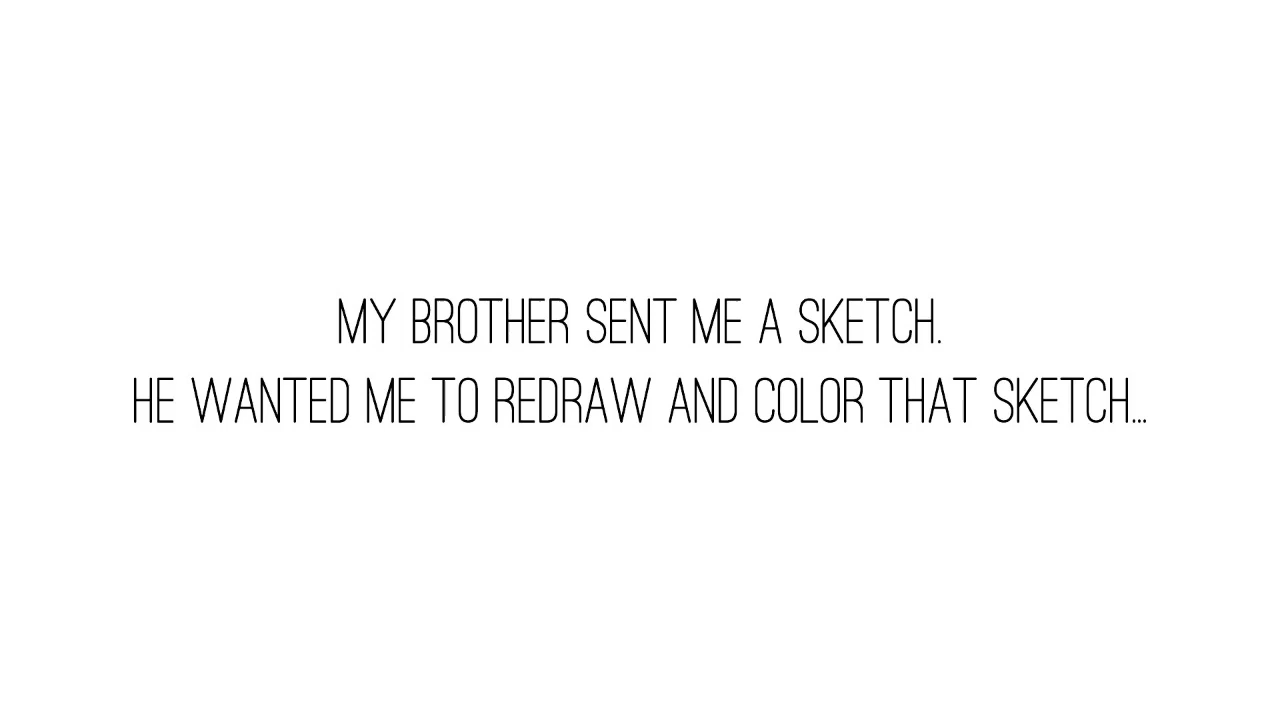 MY BROTHER SENT ME A SKETCH.
HE WANTED ME TO REDRAW AND COLOR THAT SKETCH...